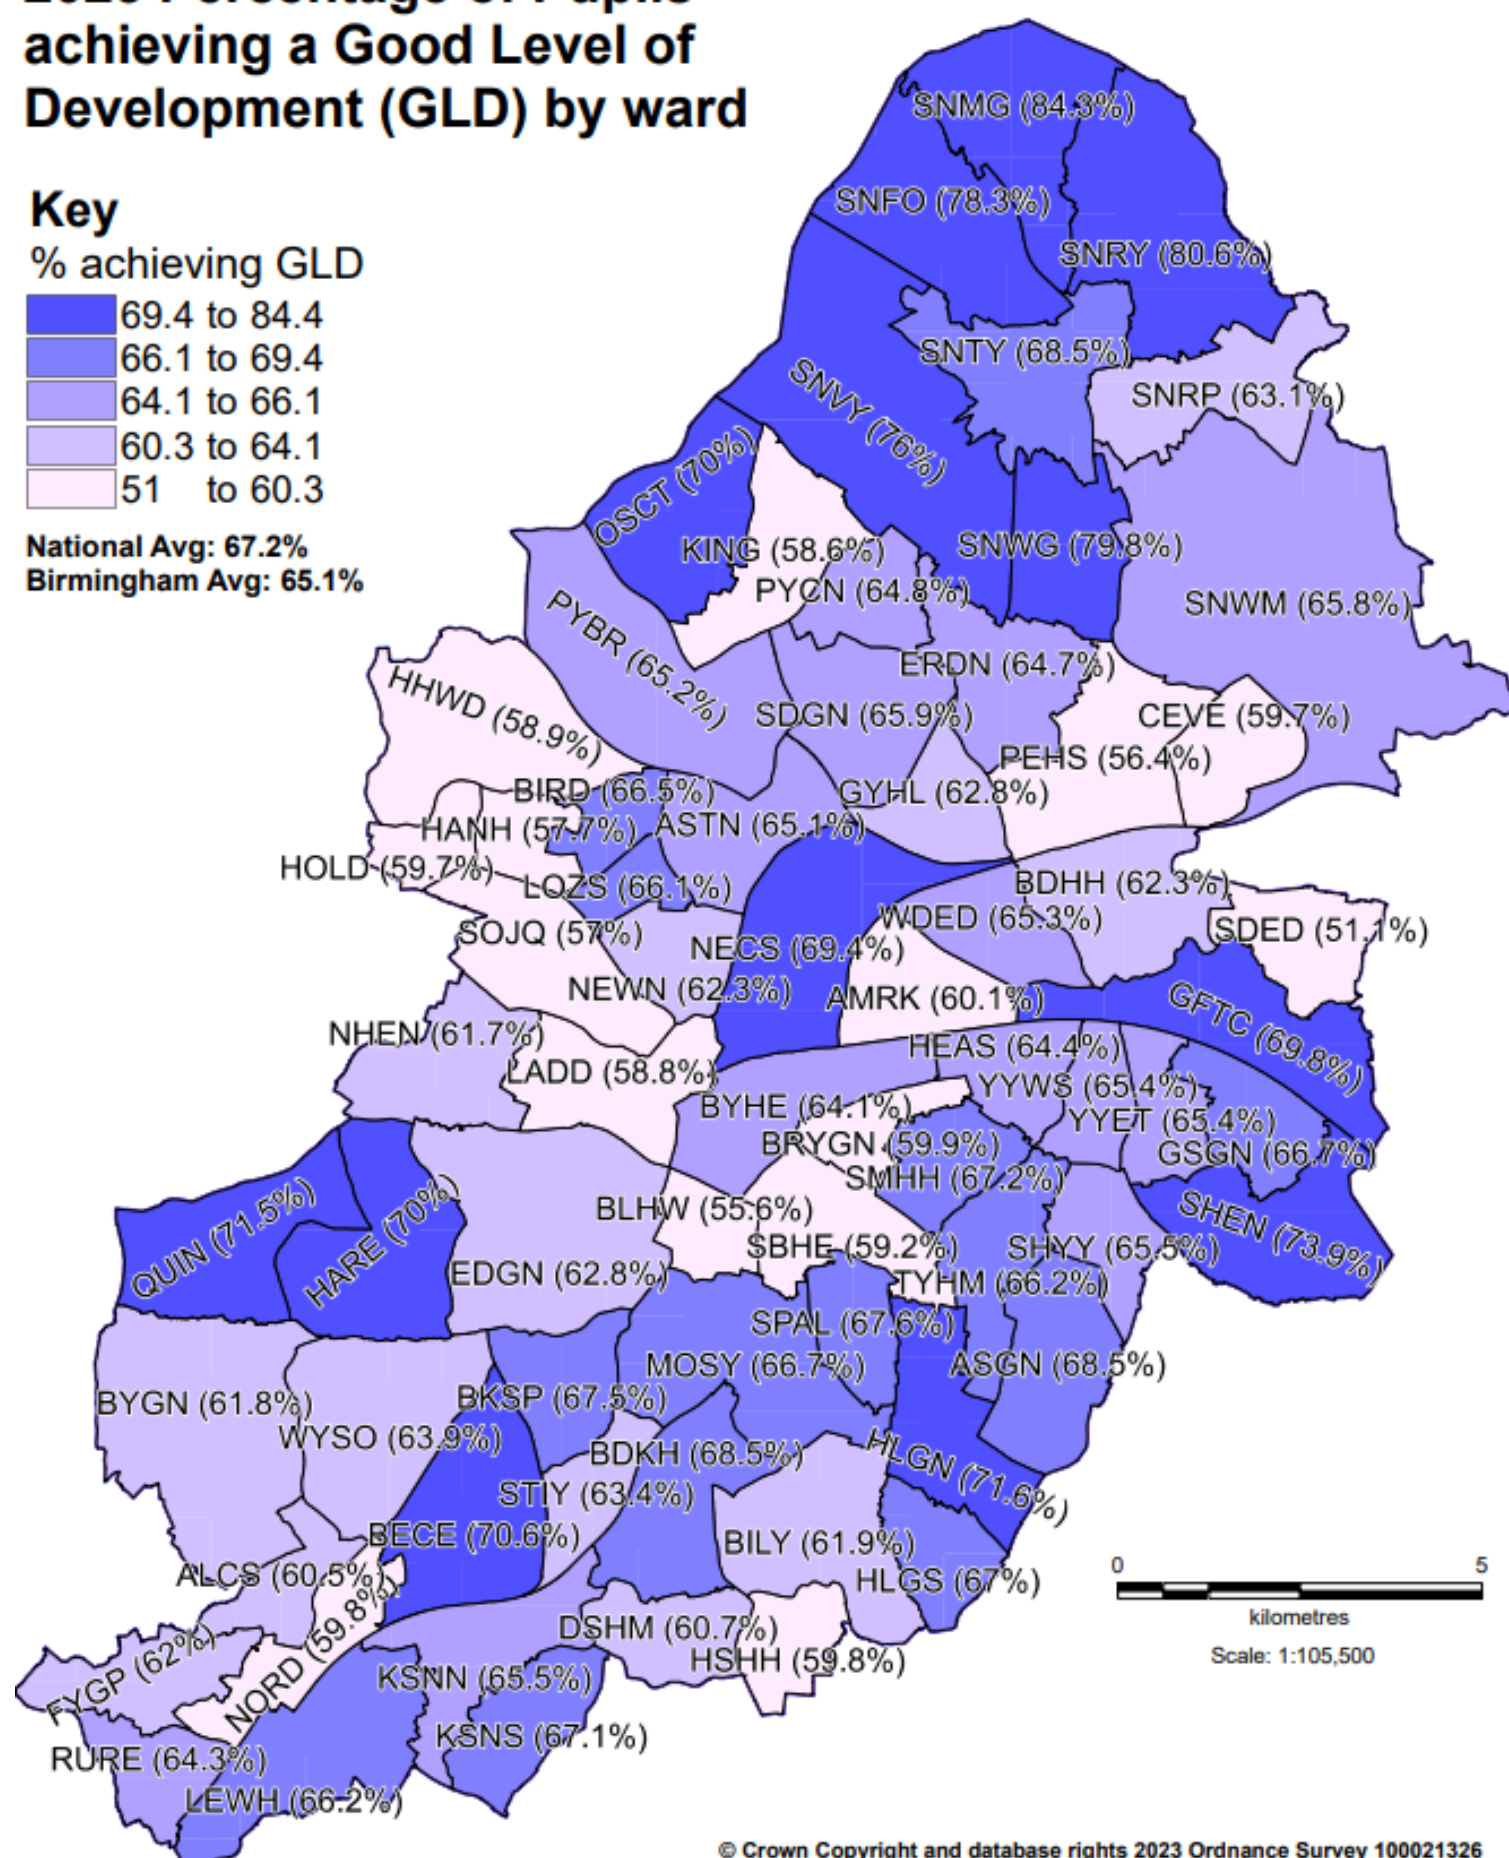 achieving a Good Level of
Development (GLD) by ward
Key
% achieving GLD
69.4 to 84.4
66.1 to 69.4
64.1 to 66.1
60.3 to 64.1
51 to 60.3
National Avg: 67.2%
Birmingham Avg: 65.1%
SNMG (84.3%)
SNFO (78.3%)
SNRY (80.6%)
SNTY (68.5%)
SNVY (76%)
SNRP (63.1%)
OSCT (70%)
KING (58.6%)
SNWG (79.8%)
PYCN (64.8%)
SNWM (65.8%)
PYBR (65.2%)
ERDN (64.7%)
HHWD (58.9%)
SDGN (65.9%)
CEVE (59.7%)
PEHS (56.4%)
BIRD (66.5%)
GYHL (62.8%)
HANH (57.7%)
ASTN (65.1%)
HOLD (59.7%)
LOZS (66.1%)
BDHH (62.3%)
WDED (65.3%)
SOJQ (57%)
NECS (69.4%)
SDED (51.1%)
NEWN (62.3%)
AMRK (60.1%)
GFTC (69.8%)
NHEN (61.7%)
HEAS (64.4%)
LADD (58.8%)
YYWS (65.4%)
BYHE (64.1%)
YYET (65.4%)
BRYGN (59.9%)
GSGN (66.7%)
SMHH (67.2%)
QUIN (71.5%)
HARE (70%)
BLHW (55.6%)
SHEN (73.9%)
SBHE (59.2%)
SHYY (65.5%)
EDGN (62.8%)
TYHM (66.2%)
SPAL (67.6%)
MOSY (66.7%)
ASGN (68.5%)
BYGN (61.8%)
BKSP (67.5%)
WYSO (63.9%)
BDKH (68.5%)
HLGN (71.6%)
STIY (63.4%)
BECE (70.6%)
BILY (61.9%)
ALCS (60.5%)
HLGS (67%)
0 5
kilometres
Scale: 1:105,500
NORD (59.8%)
DSHM (60.7%)
FYGP (62%)
HSHH (59.8%)
KSNN (65.5%)
KSNS (67.1%)
RURE (64.3%)
LEWH (66.2%)
© Crown Copyright and database rights 2023 Ordnance Survey 100021326